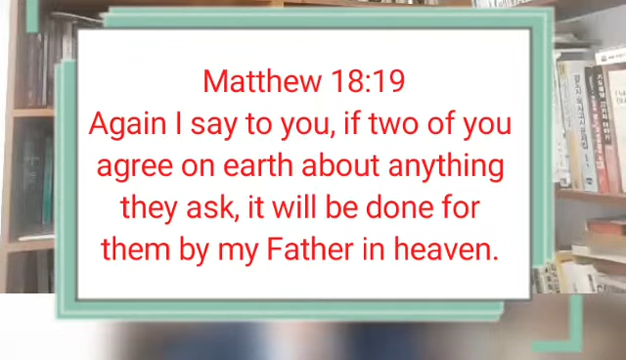 Matthew 18:19
Again I say to you, if two of you
agree on earth about anything
they ask, it will be done for
them by my Father in heaven.